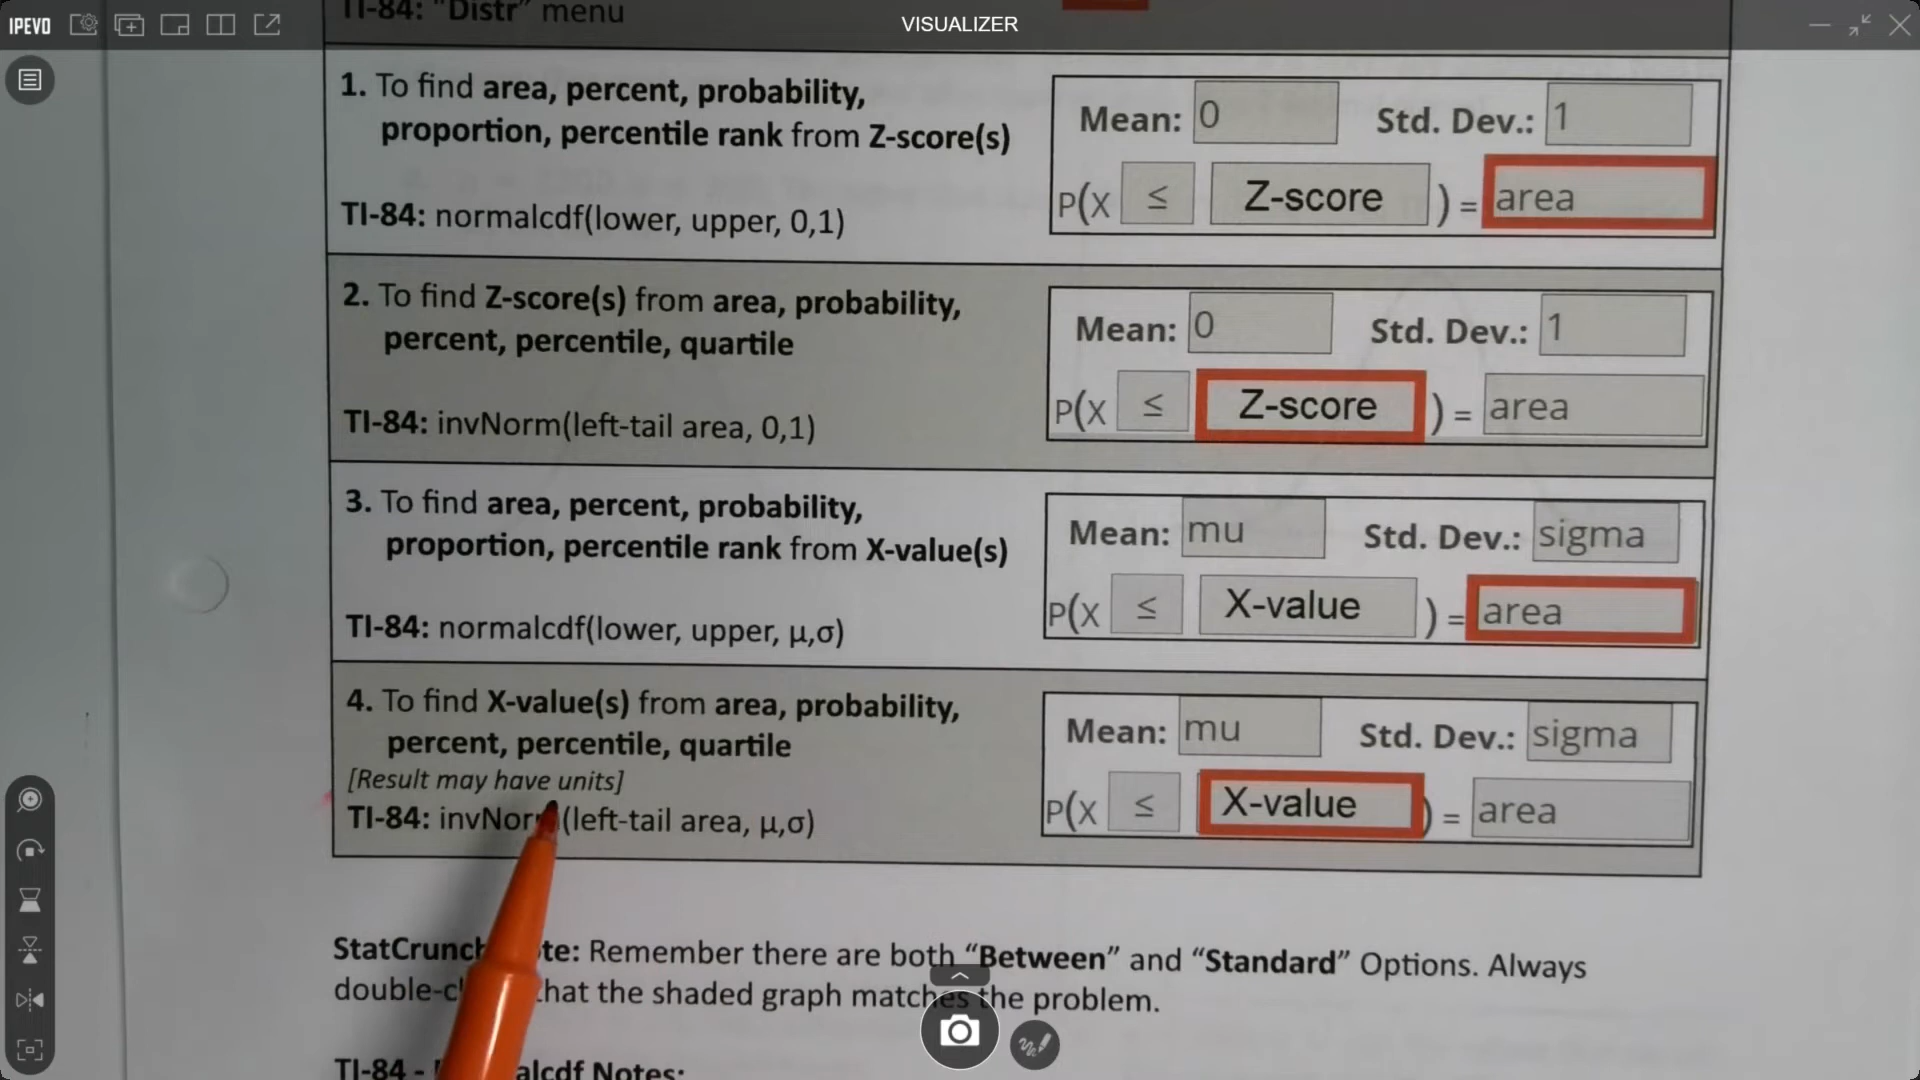 IPEVO
VISUALIZER
TI-84: "Distr" menu
1. To find area, percent, probability,
proportion, percentile rank from Z-score(s)
TI-84: normalcdf(lower, upper, 0,1)
Mean: 0 Std. Dev.: 1
P(X ≤ Z-score ) = area
2. To find Z-score(s) from area, probability,
percent, percentile, quartile
TI-84: invNorm(left-tail area, 0,1)
Mean: 0 Std. Dev.: 1
P(X ≤ Z-score ) = area
3. To find area, percent, probability,
proportion, percentile rank from X-value(s)
TI-84: normalcdf(lower, upper, μ,σ)
Mean: mu Std. Dev.: sigma
P(X ≤ X-value ) = area
4. To find X-value(s) from area, probability,
percent, percentile, quartile
[Result may have units]
TI-84: invNorm(left-tail area, μ,σ)
Mean: mu Std. Dev.: sigma
P(X ≤ X-value ) = area
StatCrunch te: Remember there are both "Between" and "Standard" Options. Always
that the shaded graph matches the problem.
TI-84 - alcdf Notes: